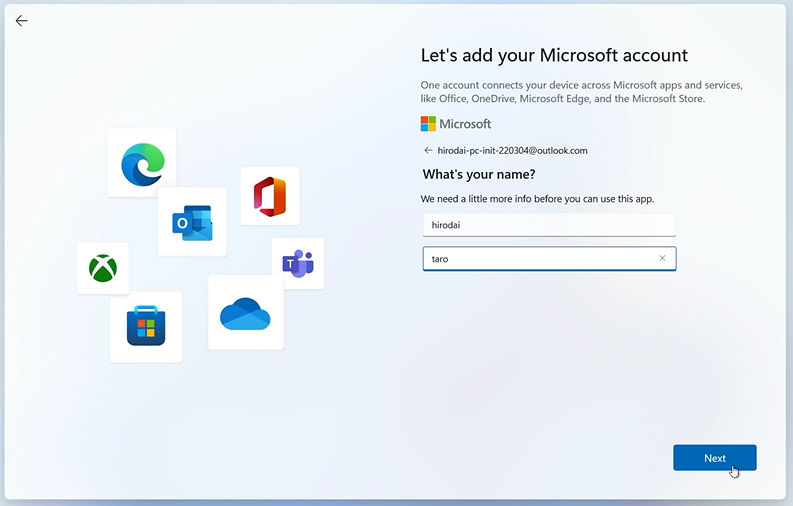 Let's add your Microsoft account
One account connects your device across Microsoft apps and services,
like Office, OneDrive, Microsoft Edge, and the Microsoft Store.
Microsoft
hirodai-pc-init-220304@outlook.com
What's your name?
We need a little more info before you can use this app.
hirodai
taro
Next